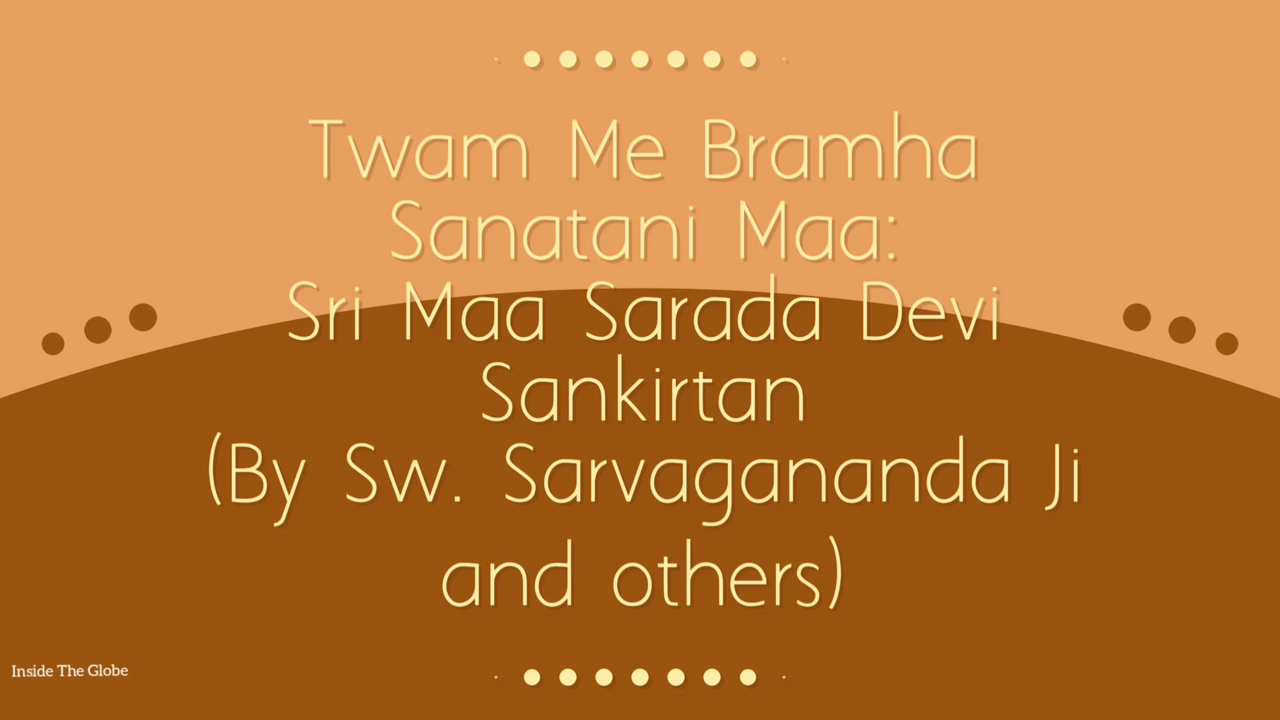 Twam Me Bramha
Sanatani Maa:
Sri Maa Sarada Devi
Sankirtan
(By Sw. Sarvagananda Ji
and others)
Inside The Globe